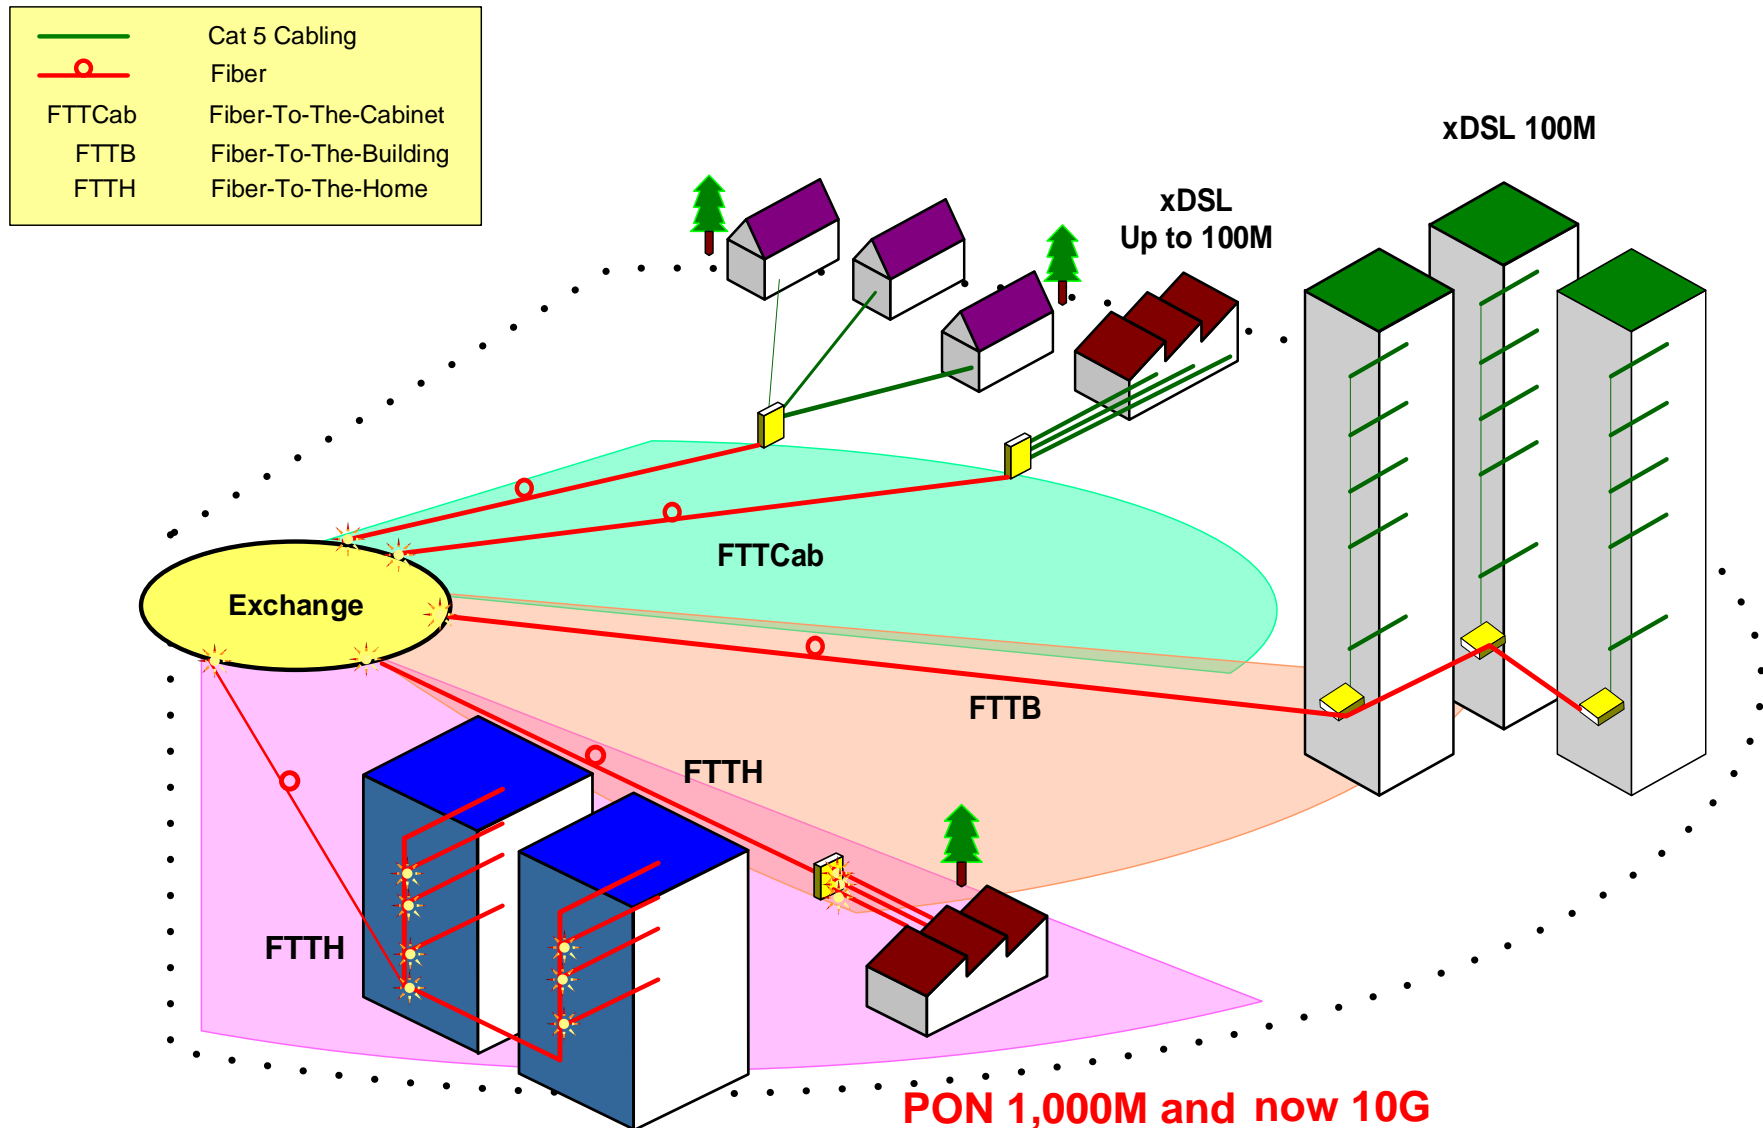 Cat 5 Cabling
Fiber
FTTCab Fiber-To-The-Cabinet
FTTB Fiber-To-The-Building
FTTH Fiber-To-The-Home
xDSL 100M
xDSL
Up to 100M
FTTCab
Exchange
FTTB
FTTH
FTTH
PON 1,000M and now 10G